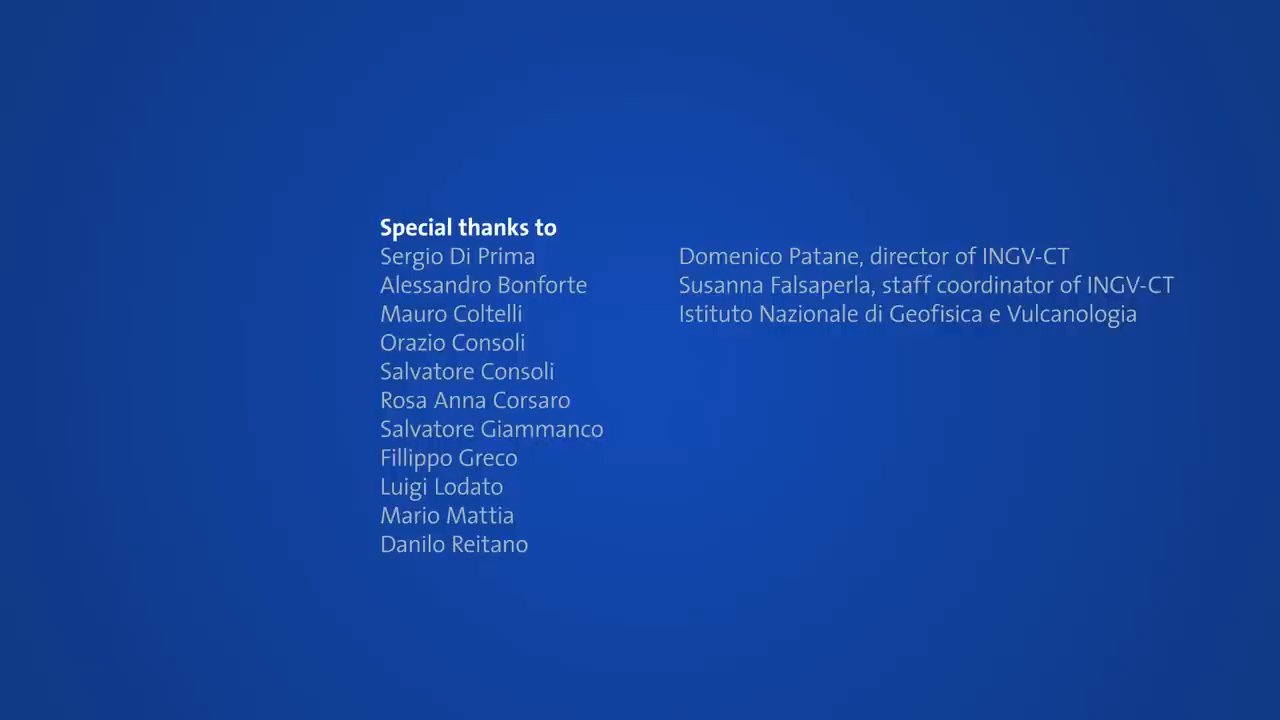 Special thanks to
Sergio Di Prima
Alessandro Bonforte
Mauro Coltelli
Orazio Consoli
Salvatore Consoli
Rosa Anna Corsaro
Salvatore Giammanco
Fillippo Greco
Luigi Lodato
Mario Mattia
Danilo Reitano
Domenico Patane, director of INGV-CT
Susanna Falsaperla, staff coordinator of INGV-CT
Istituto Nazionale di Geofisica e Vulcanologia